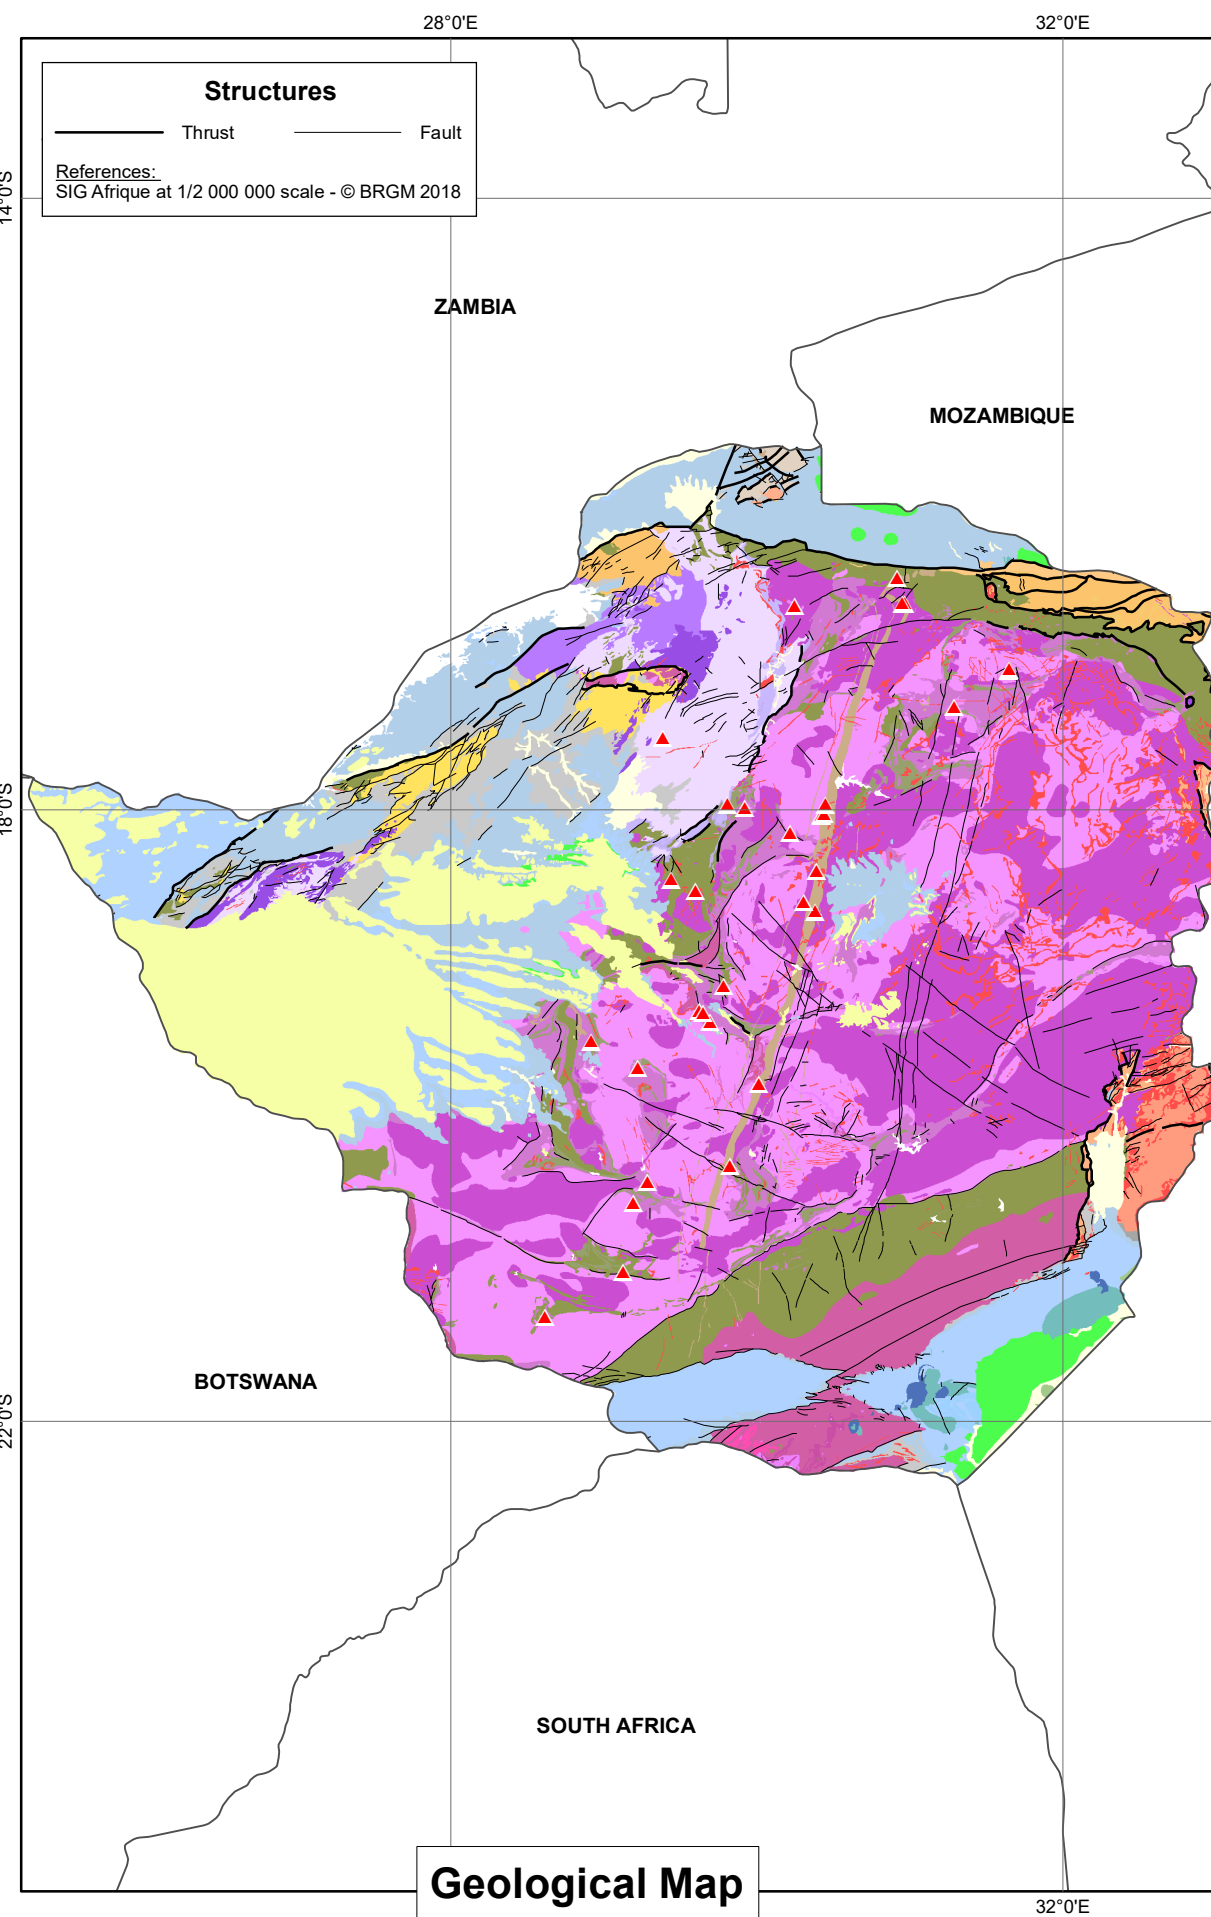 28°0'E
32°0'E
Structures
Thrust
Fault
References:
SIG Afrique at 1/2 000 000 scale - © BRGM 2018
14°0'S
ZAMBIA
MOZAMBIQUE
18°0'S
BOTSWANA
22°0'S
SOUTH AFRICA
Geological Map
32°0'E